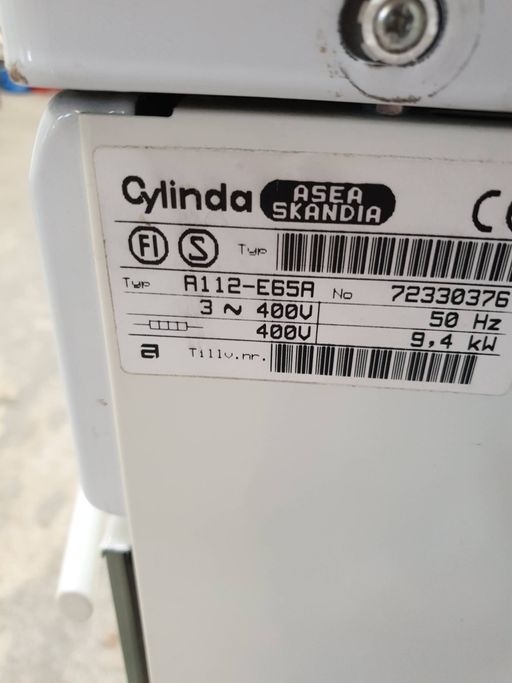 Cylinda ASEA SKANDIA CE
FI S Typ
Typ A112-E65A No 72330376
3 ~ 400V 50 Hz
400V 9,4 kW
a Tillv.nr.